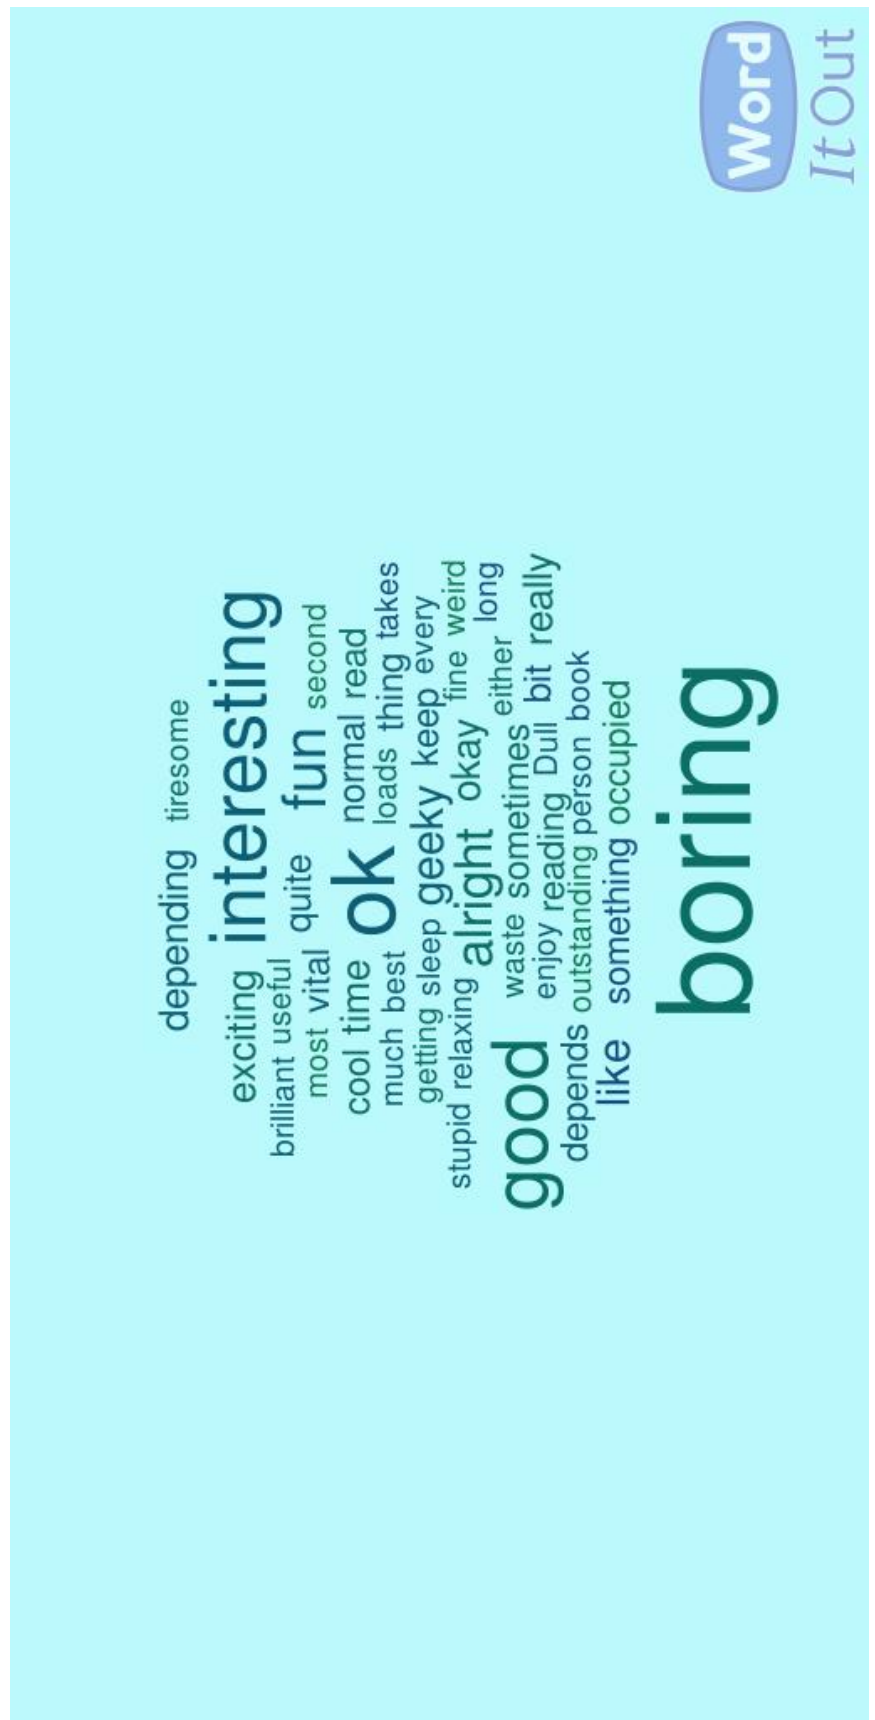 depending tiresome
interesting
exciting
brilliant useful quite fun second
most vital
ok normal read
cool time
much best loads thing takes
getting sleep geeky keep every
stupid relaxing alright okay fine weird
good waste sometimes either long
enjoy reading Dull bit really
depends outstanding person book
like something occupied
boring
Word
It Out